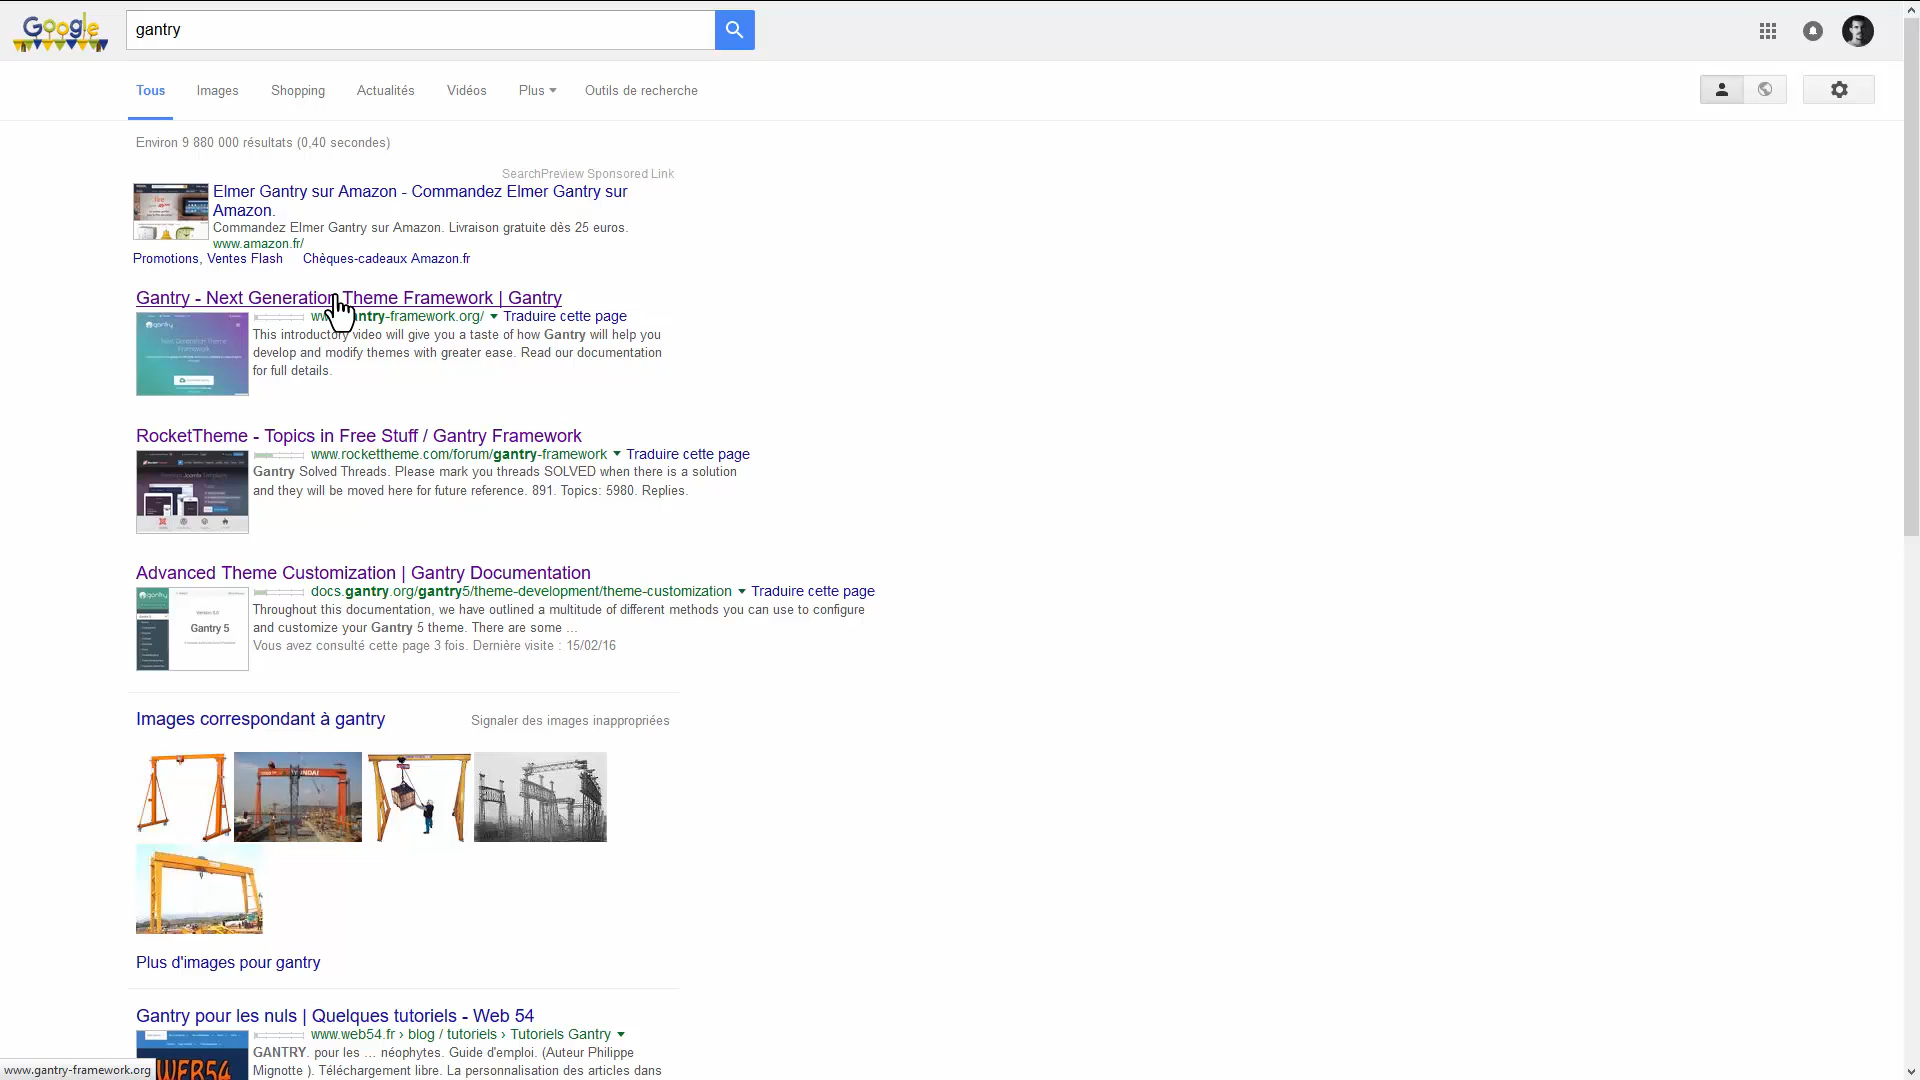 Google
gantry
Tous Images Shopping Actualités Vidéos Plus Outils de recherche
Environ 9 880 000 résultats (0,40 secondes)
SearchPreview Sponsored Link
Elmer Gantry sur Amazon - Commandez Elmer Gantry sur
Amazon.
Commandez Elmer Gantry sur Amazon. Livraison gratuite dès 25 euros.
www.amazon.fr/
Promotions, Ventes Flash Chèques-cadeaux Amazon.fr
Gantry - Next Generation Theme Framework | Gantry
-framework.org/ Traduire cette page
This introductory video will give you a taste of how Gantry will help you
develop and modify themes with greater ease. Read our documentation
for full details.
gantry
Next Generation Theme
Framework
RocketTheme - Topics in Free Stuff / Gantry Framework
www.rockettheme.com/forum/gantry-framework Traduire cette page
Gantry Solved Threads. Please mark you threads SOLVED when there is a solution
and they will be moved here for future reference. 891. Topics: 5980. Replies.
Advanced Theme Customization | Gantry Documentation
docs.gantry.org/gantry5/theme-development/theme-customization Traduire cette page
Throughout this documentation, we have outlined a multitude of different methods you can use to configure
and customize your Gantry 5 theme. There are some ...
Vous avez consulté cette page 3 fois. Dernière visite : 15/02/16
gantry
Gantry 5
Images correspondant à gantry Signaler des images inappropriées
HYUNDAI
Plus d'images pour gantry
Gantry pour les nuls | Quelques tutoriels - Web 54
www.web54.fr › blog / tutoriels › Tutoriels Gantry
GANTRY. pour les ... néophytes. Guide d'emploi. (Auteur Philippe
Mignotte ). Téléchargement libre. La personnalisation des articles dans
WEB54
www.gantry-framework.org